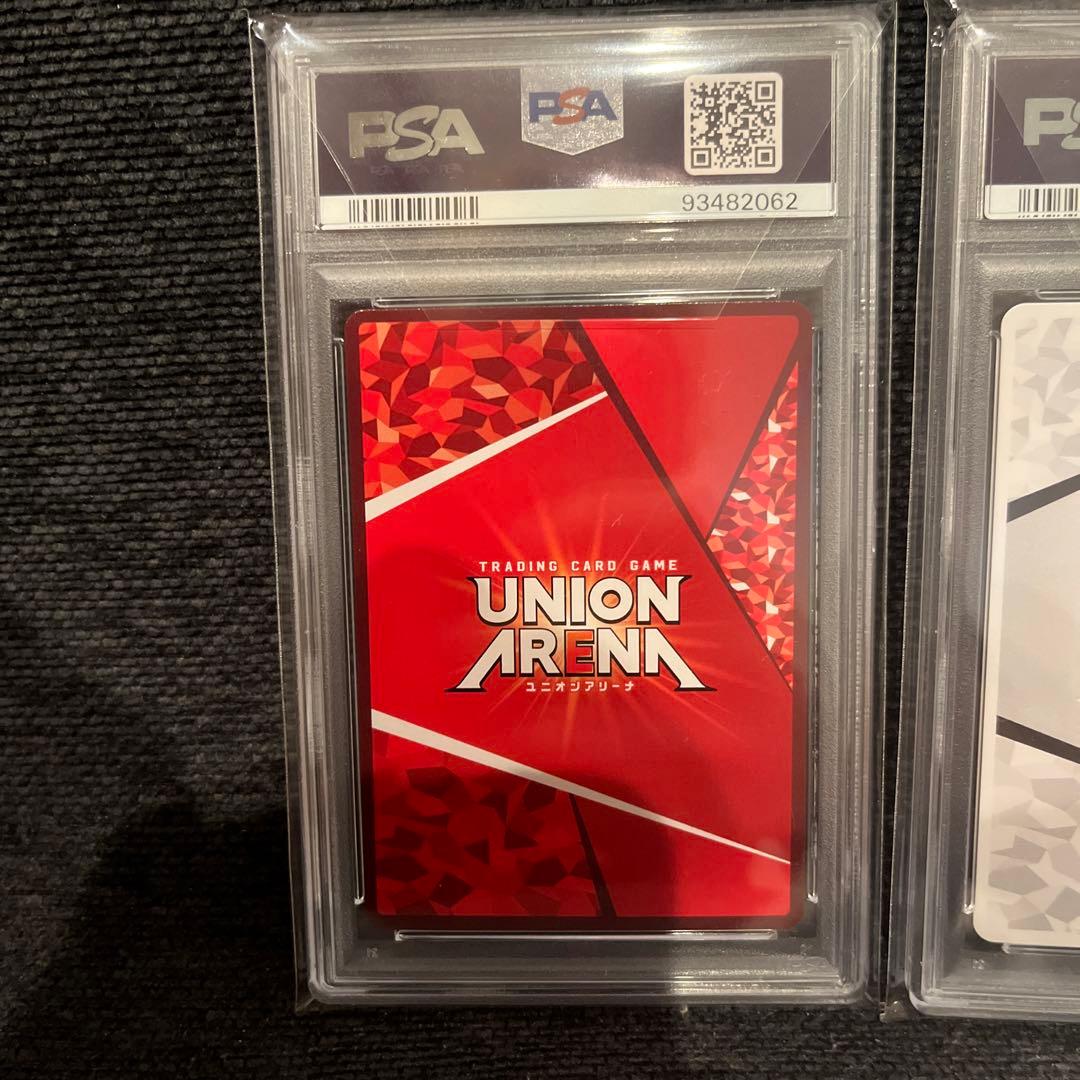 PSA
PSA
93482062
TRADING CARD GAME
UNION
ARENA
ユニオンアリーナ
PS